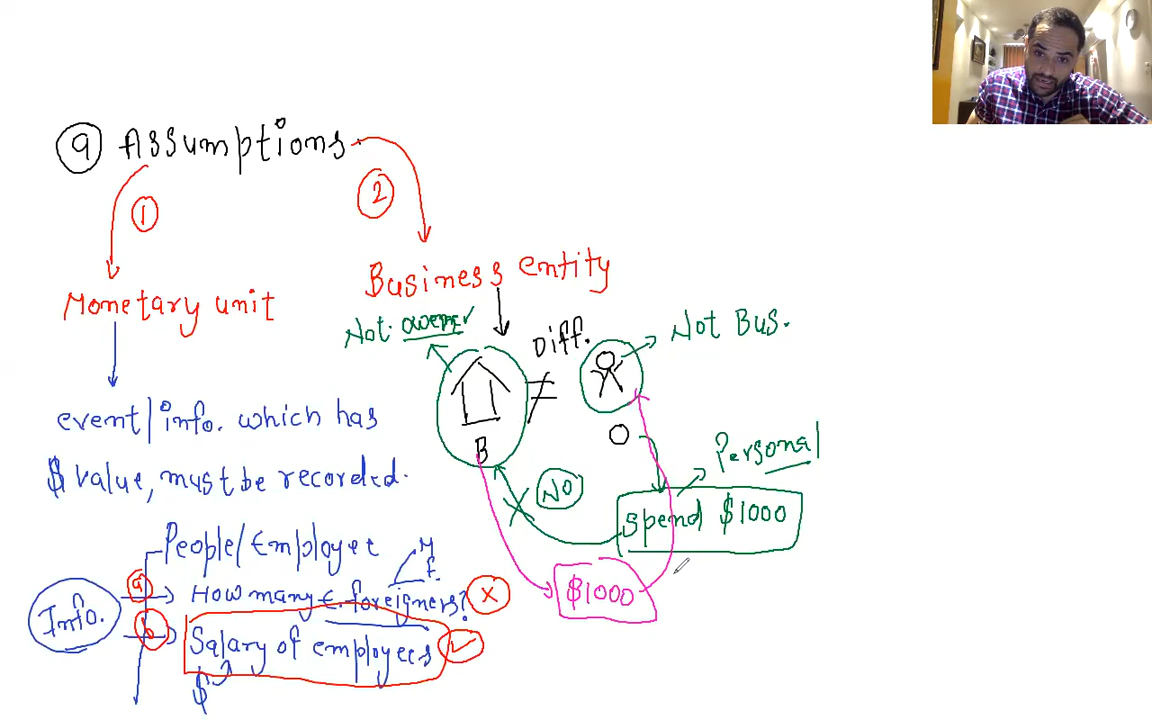 9 Assumptions
1
2
Monetary unit
event/info. which has
$ value, must be recorded.
People/Employee
M
F.
Info.
a
How many E. foreigners? X
b
Salary of employees
$
Business entity
Not owner
Diff.
Not Bus.
B
O
Personal
NO
Spend $1000
$1000